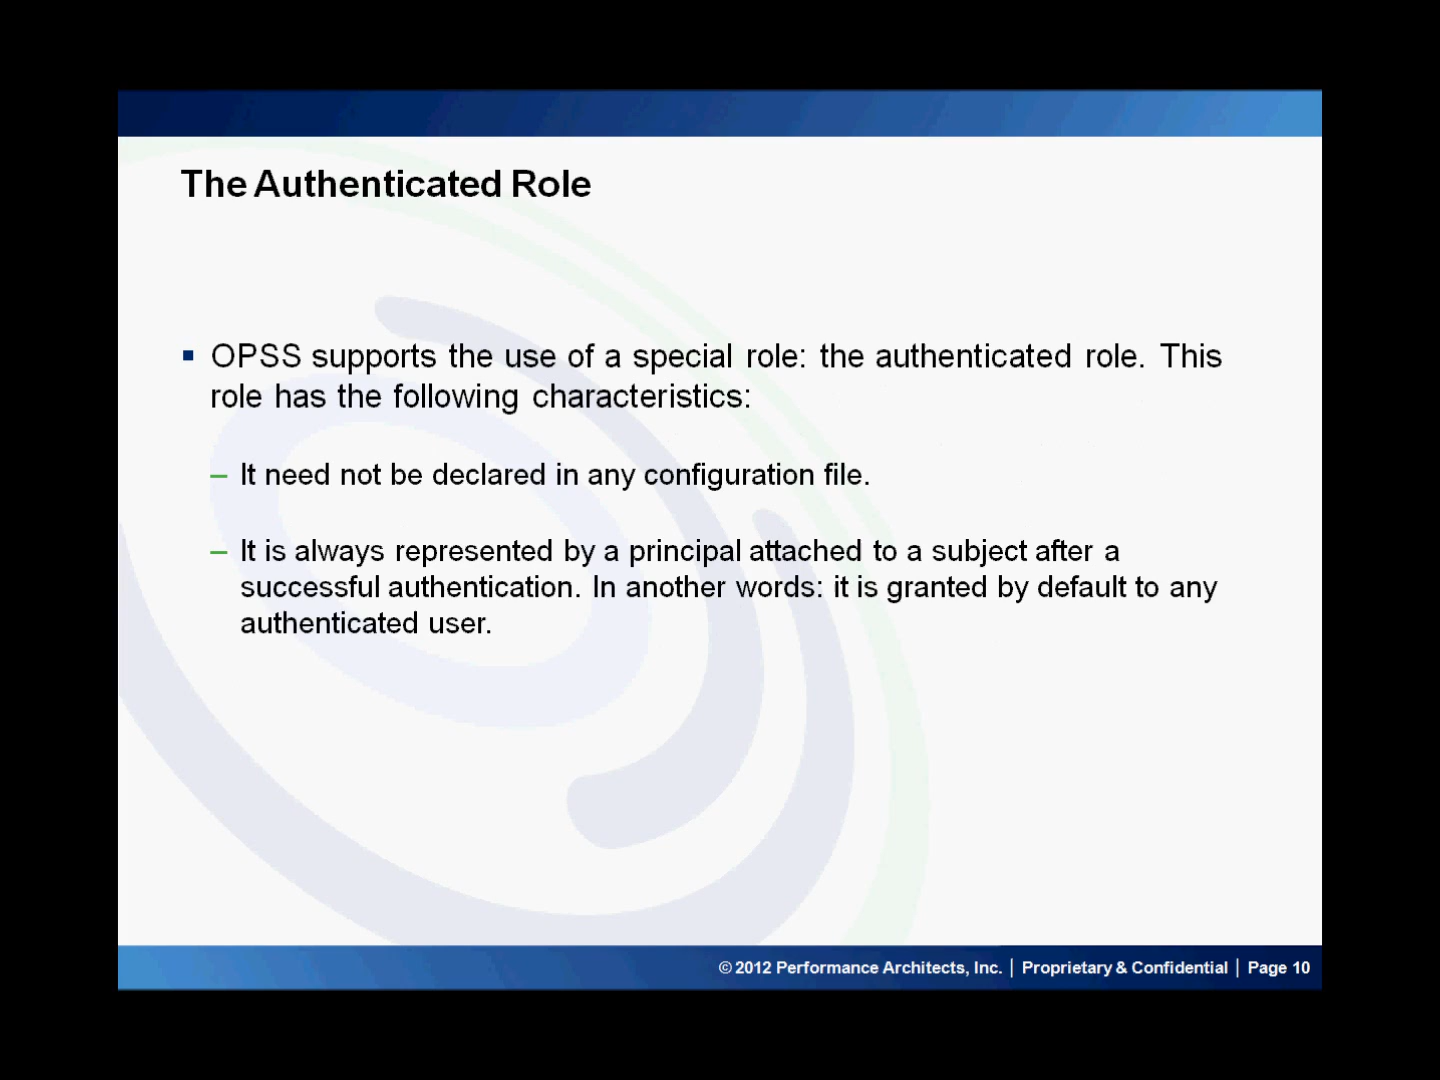 The Authenticated Role
▪ OPSS supports the use of a special role: the authenticated role. This
role has the following characteristics:
– It need not be declared in any configuration file.
– It is always represented by a principal attached to a subject after a
successful authentication. In another words: it is granted by default to any
authenticated user.
© 2012 Performance Architects, Inc. | Proprietary & Confidential | Page 10